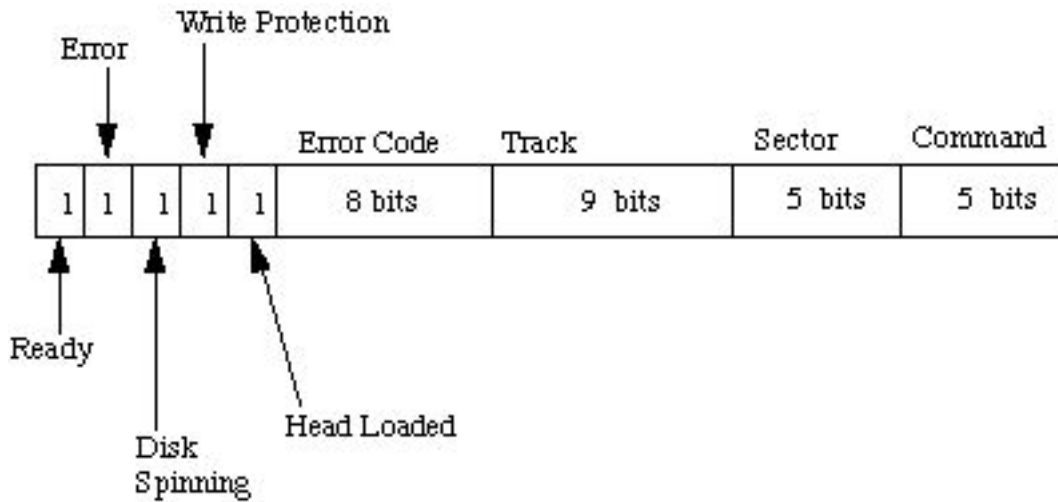 Write Protection
Error
Error Code Track Sector Command
1 1 1 1 1 8 bits 9 bits 5 bits 5 bits
Ready
Head Loaded
Disk
Spinning